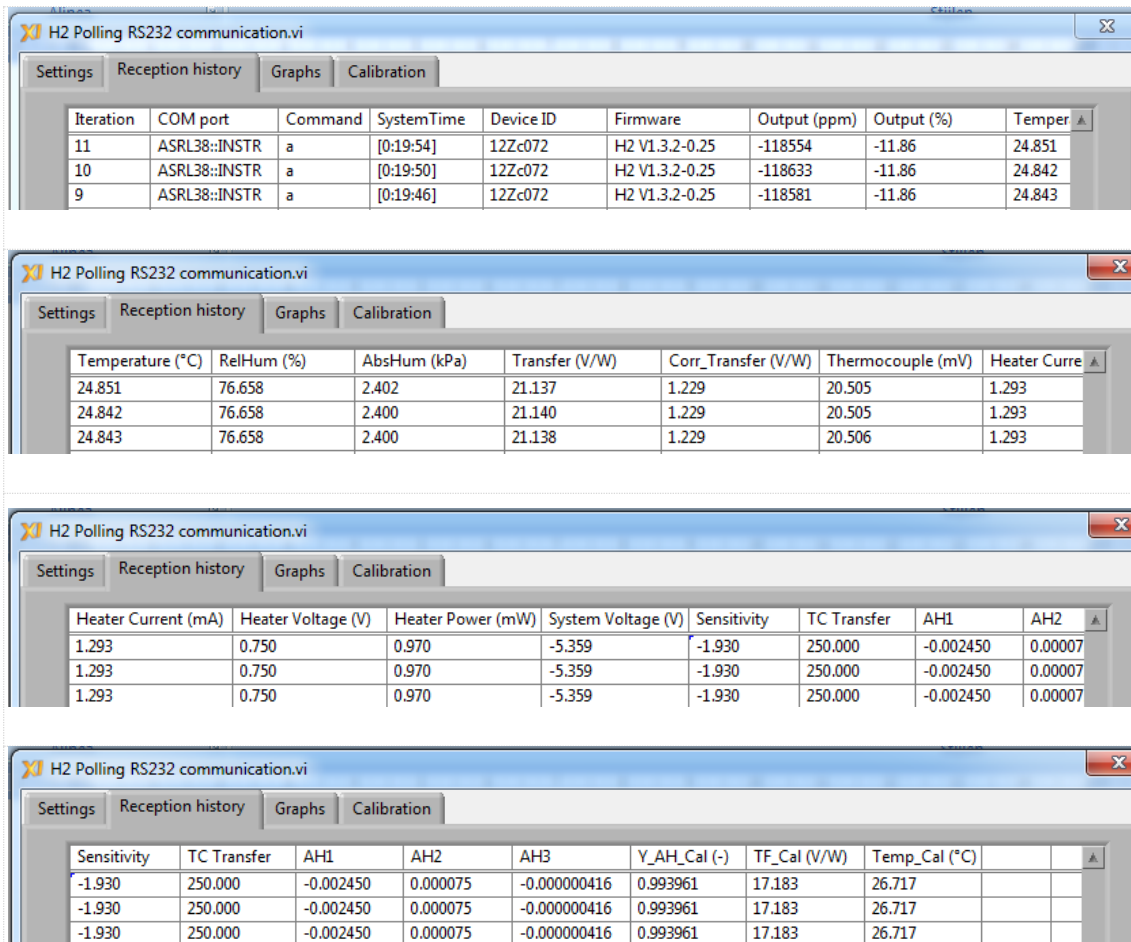 H2 Polling RS232 communication.vi
Settings Reception history Graphs Calibration
Iteration COM port Command SystemTime Device ID Firmware Output (ppm) Output (%) Temper
11 ASRL38::INSTR a [0:19:54] 12Zc072 H2 V1.3.2-0.25 -118554 -11.86 24.851
10 ASRL38::INSTR a [0:19:50] 12Zc072 H2 V1.3.2-0.25 -118633 -11.86 24.842
9 ASRL38::INSTR a [0:19:46] 12Zc072 H2 V1.3.2-0.25 -118581 -11.86 24.843
H2 Polling RS232 communication.vi
Settings Reception history Graphs Calibration
Temperature (°C) RelHum (%) AbsHum (kPa) Transfer (V/W) Corr_Transfer (V/W) Thermocouple (mV) Heater Curre
24.851 76.658 2.402 21.137 1.229 20.505 1.293
24.842 76.658 2.400 21.140 1.229 20.505 1.293
24.843 76.658 2.400 21.138 1.229 20.506 1.293
H2 Polling RS232 communication.vi
Settings Reception history Graphs Calibration
Heater Current (mA) Heater Voltage (V) Heater Power (mW) System Voltage (V) Sensitivity TC Transfer AH1 AH2
1.293 0.750 0.970 -5.359 -1.930 250.000 -0.002450 0.00007
1.293 0.750 0.970 -5.359 -1.930 250.000 -0.002450 0.00007
1.293 0.750 0.970 -5.359 -1.930 250.000 -0.002450 0.00007
H2 Polling RS232 communication.vi
Settings Reception history Graphs Calibration
Sensitivity TC Transfer AH1 AH2 AH3 Y_AH_Cal (-) TF_Cal (V/W) Temp_Cal (°C)
-1.930 250.000 -0.002450 0.000075 -0.000000416 0.993961 17.183 26.717
-1.930 250.000 -0.002450 0.000075 -0.000000416 0.993961 17.183 26.717
-1.930 250.000 -0.002450 0.000075 -0.000000416 0.993961 17.183 26.717